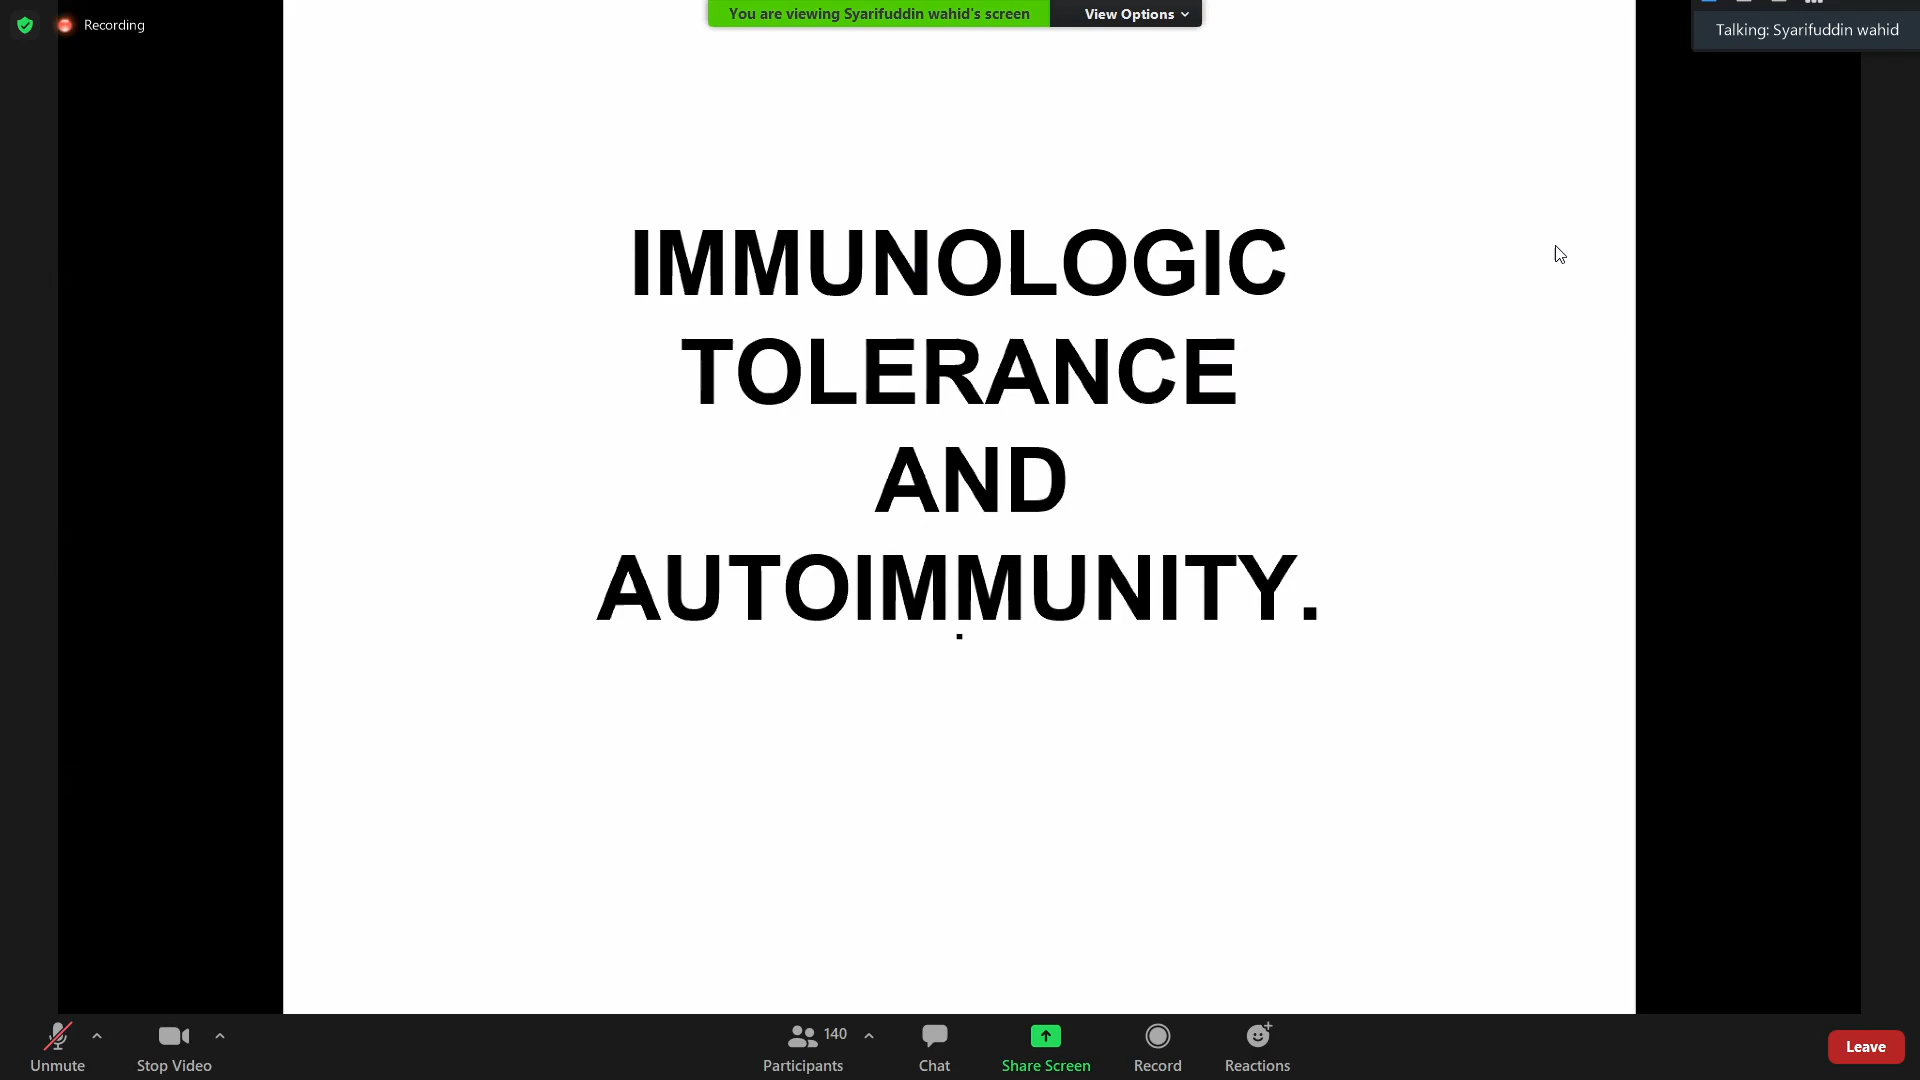 Recording
You are viewing Syarifuddin wahid's screen
View Options
Talking: Syarifuddin wahid
IMMUNOLOGIC
TOLERANCE
AND
AUTOIMMUNITY.
.
Unmute
Stop Video
140
Participants
Chat
Share Screen
Record
Reactions
Leave